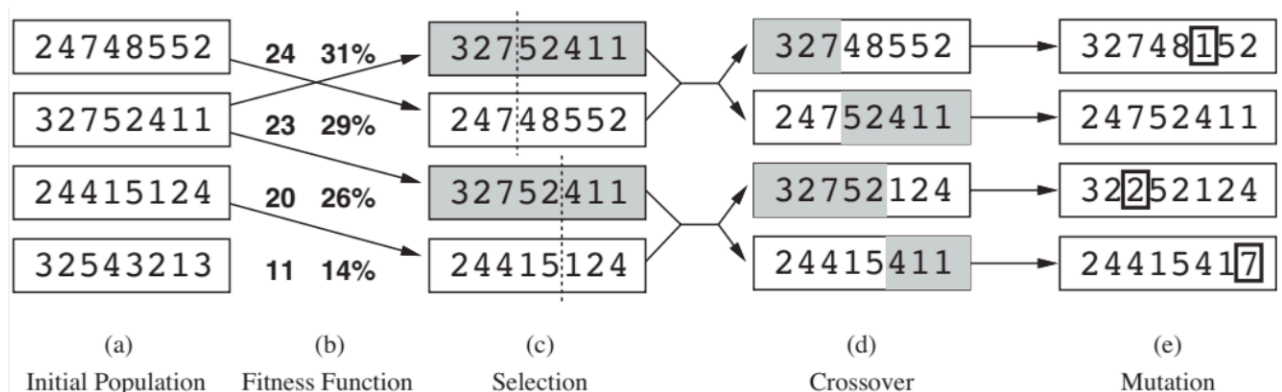 24748552 24 31% 32752411 32748552 32748152
32752411 23 29% 24748552 24752411 24752411
24415124 20 26% 32752411 32752124 32252124
32543213 11 14% 24415124 24415411 24415417
(a) (b) (c) (d) (e)
Initial Population Fitness Function Selection Crossover Mutation